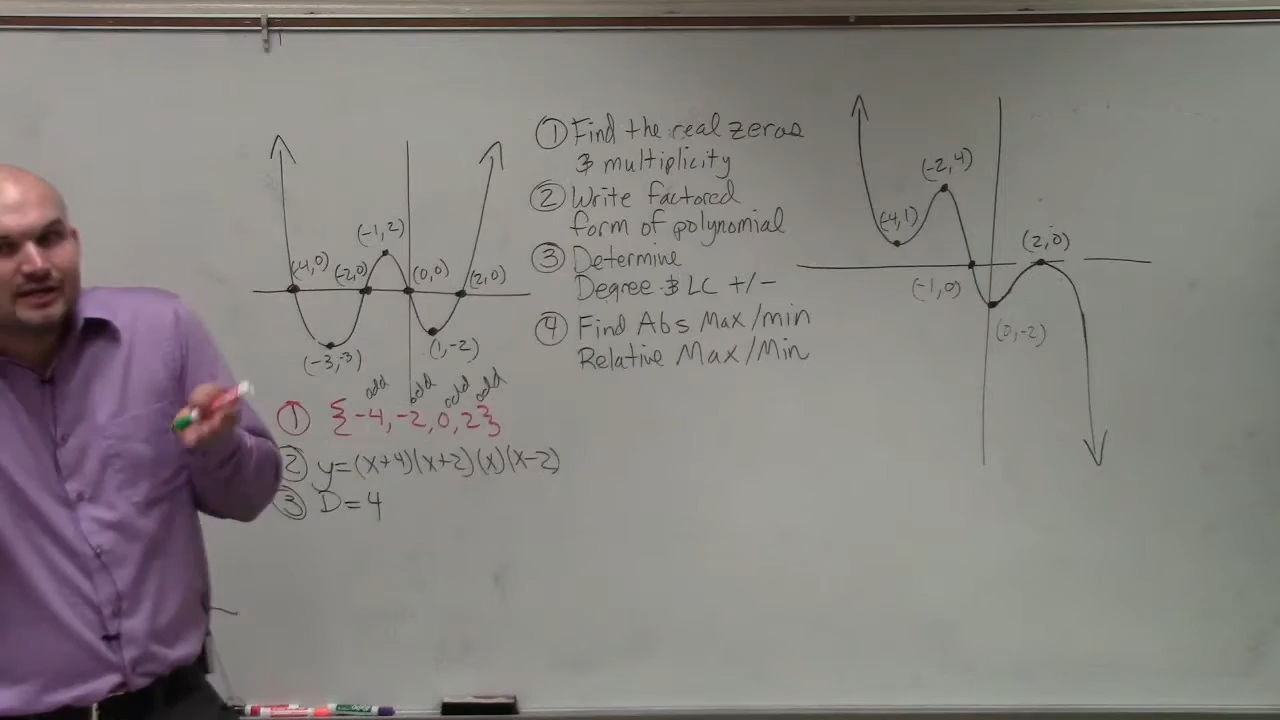 (-4,0)
(-2,0)
(-1,2)
(0,0)
(2,0)
(-3,-3)
(1,-2)
odd odd odd odd
① {-4,-2,0,2}
② y=(x+4)(x+2)(x)(x-2)
③ D=4
① Find the real zeros
& multiplicity
② Write factored
form of polynomial
③ Determine
Degree & LC +/-
④ Find Abs Max/min
Relative Max/Min
(-4,1)
(-2,4)
(-1,0)
(2,0)
(0,-2)